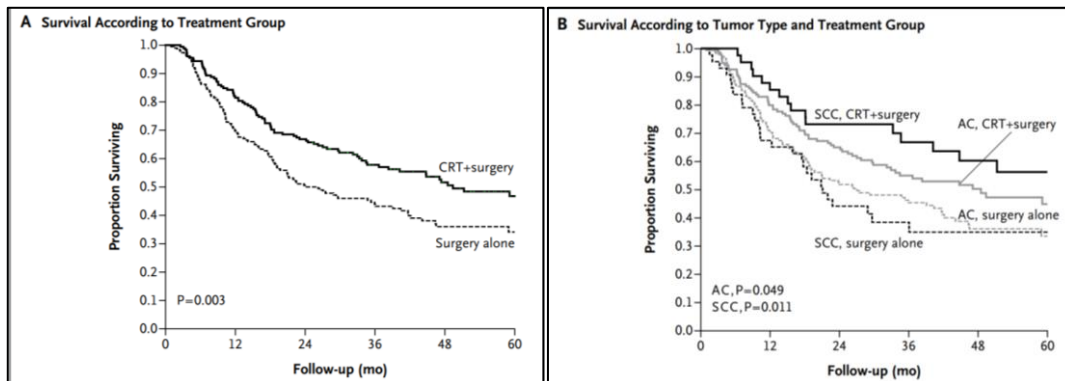 A Survival According to Treatment Group
1.0
0.9
0.8
0.7
0.6
0.5
0.4
0.3
0.2
0.1
0.0
Proportion Surviving
CRT+surgery
Surgery alone
P=0.003
0 12 24 36 48 60
Follow-up (mo)
B Survival According to Tumor Type and Treatment Group
1.0
0.9
0.8
0.7
0.6
0.5
0.4
0.3
0.2
0.1
0.0
Proportion Surviving
SCC, CRT+surgery
AC, CRT+surgery
AC, surgery alone
SCC, surgery alone
AC, P=0.049
SCC, P=0.011
0 12 24 36 48 60
Follow-up (mo)